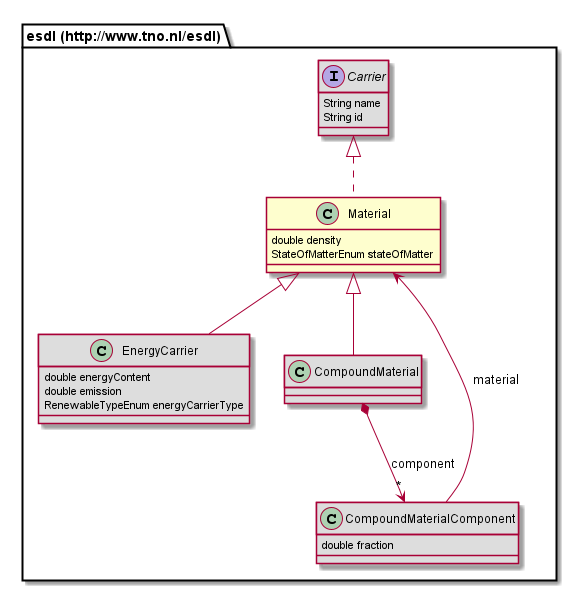 esdl (http://www.tno.nl/esdl)
I Carrier
String name
String id
C Material
double density
StateOfMatterEnum stateOfMatter
C EnergyCarrier
double energyContent
double emission
RenewableTypeEnum energyCarrierType
C CompoundMaterial
material
component
*
C CompoundMaterialComponent
double fraction